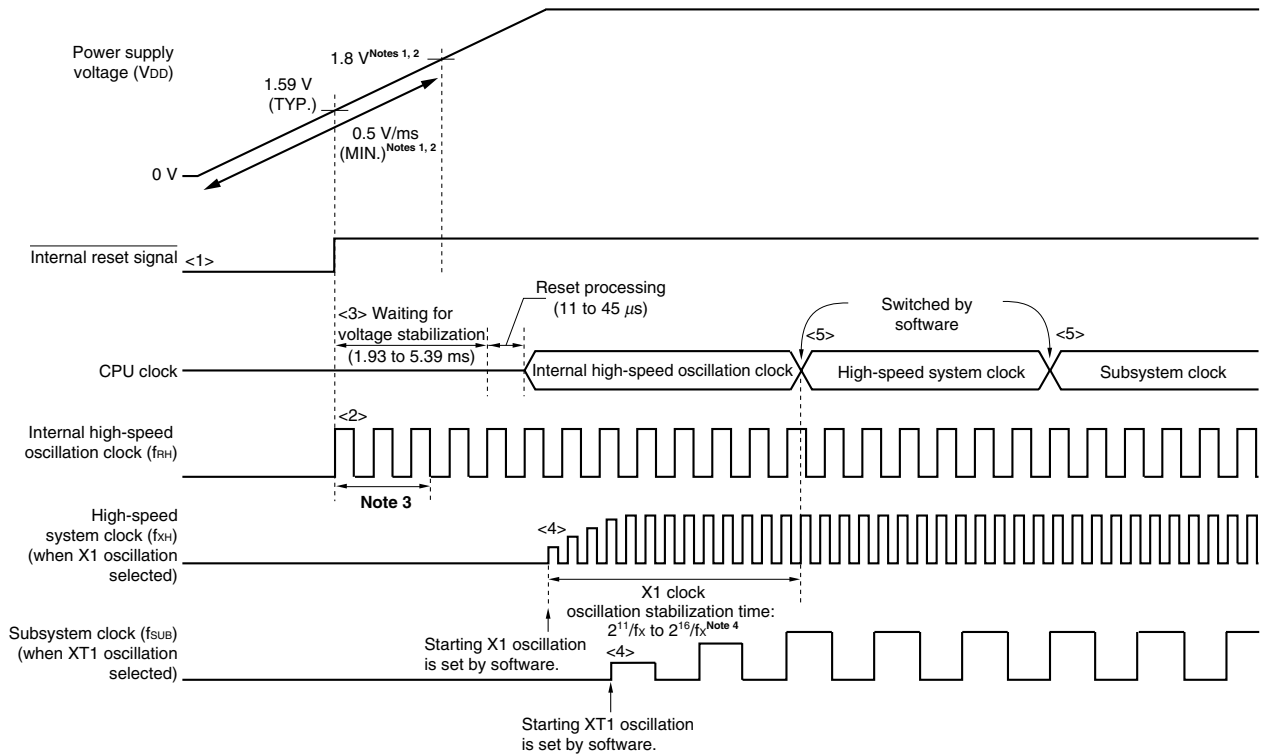 Power supply
voltage (VDD)
1.8 V Notes 1, 2
1.59 V
(TYP.)
0.5 V/ms
(MIN.) Notes 1, 2
0 V
Internal reset signal
<1>
Reset processing
(11 to 45 μs)
<3> Waiting for
voltage stabilization
(1.93 to 5.39 ms)
Switched by
software
<5>
<5>
CPU clock
Internal high-speed oscillation clock
High-speed system clock
Subsystem clock
Internal high-speed
oscillation clock (fRH)
<2>
Note 3
High-speed
system clock (fXH)
(when X1 oscillation
selected)
<4>
X1 clock
oscillation stabilization time:
2^11/fX to 2^16/fX Note 4
Starting X1 oscillation
is set by software.
Subsystem clock (fSUB)
(when XT1 oscillation
selected)
<4>
Starting XT1 oscillation
is set by software.